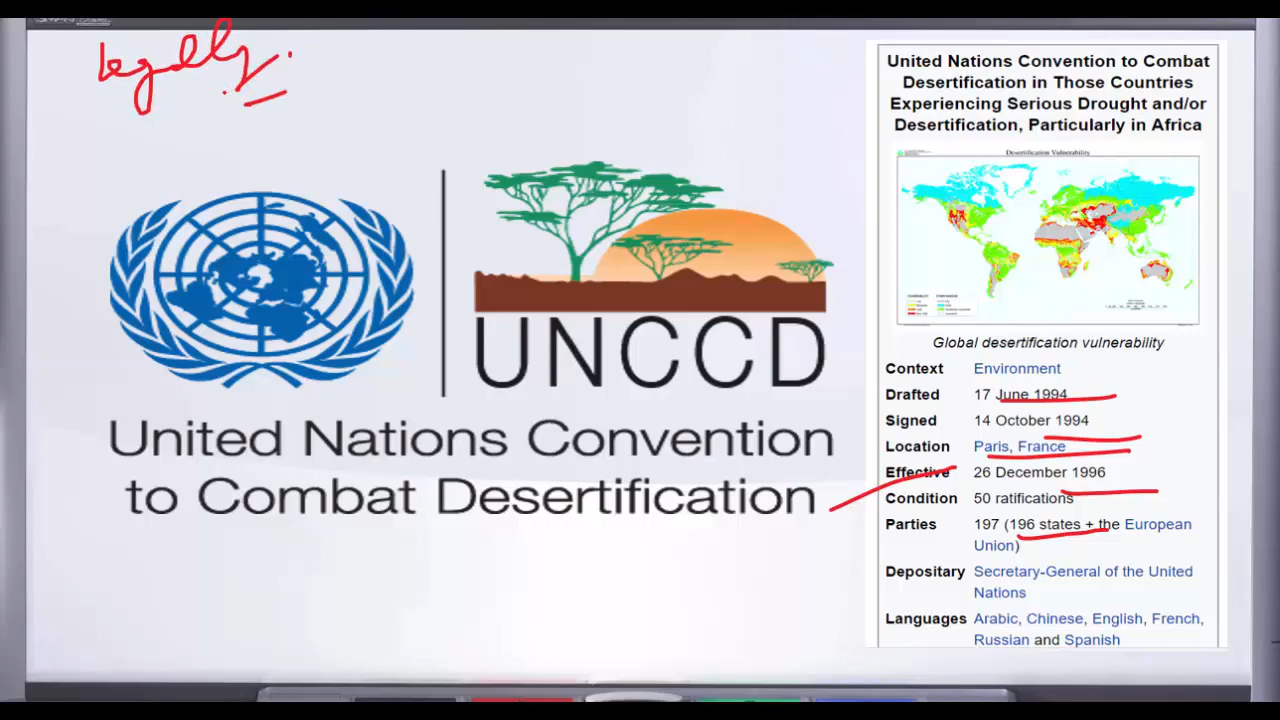 legally.
UNCCD
United Nations Convention
to Combat Desertification
United Nations Convention to Combat
Desertification in Those Countries
Experiencing Serious Drought and/or
Desertification, Particularly in Africa
Desertification Vulnerability
Global desertification vulnerability
Context Environment
Drafted 17 June 1994
Signed 14 October 1994
Location Paris, France
Effective 26 December 1996
Condition 50 ratifications
Parties 197 (196 states + the European
Union)
Depositary Secretary-General of the United
Nations
Languages Arabic, Chinese, English, French,
Russian and Spanish